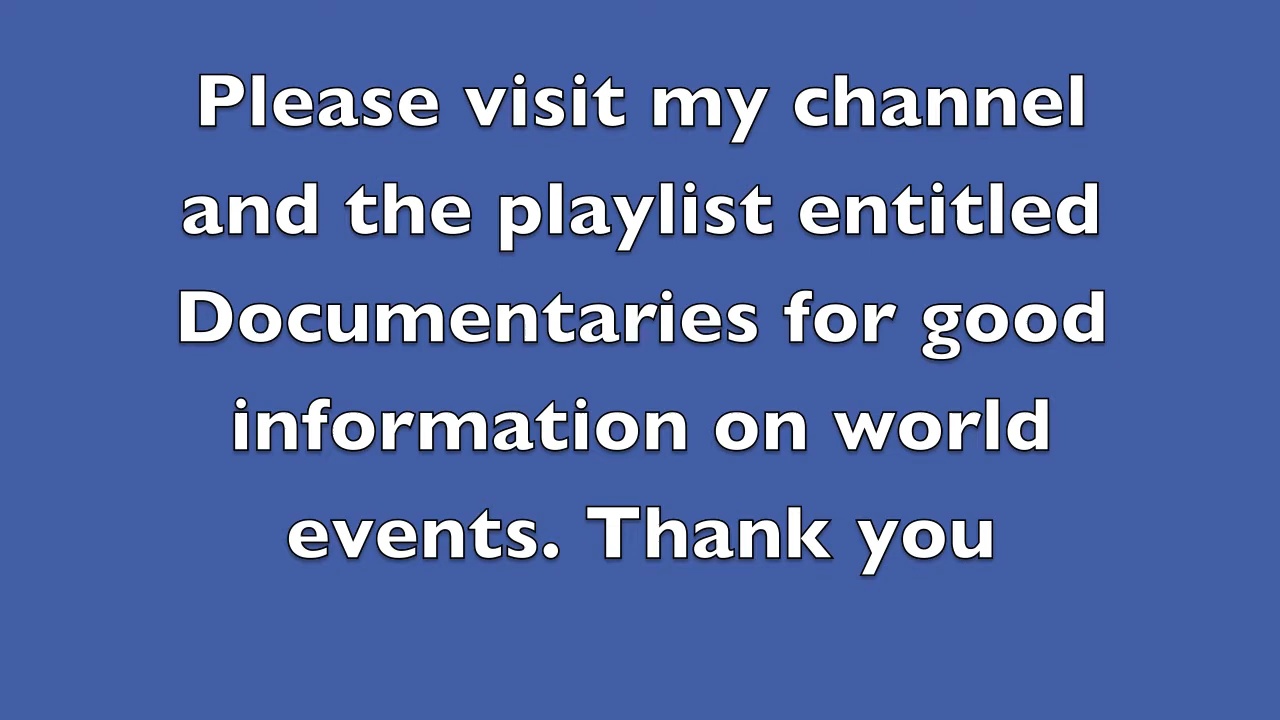 Please visit my channel
and the playlist entitled
Documentaries for good
information on world
events. Thank you